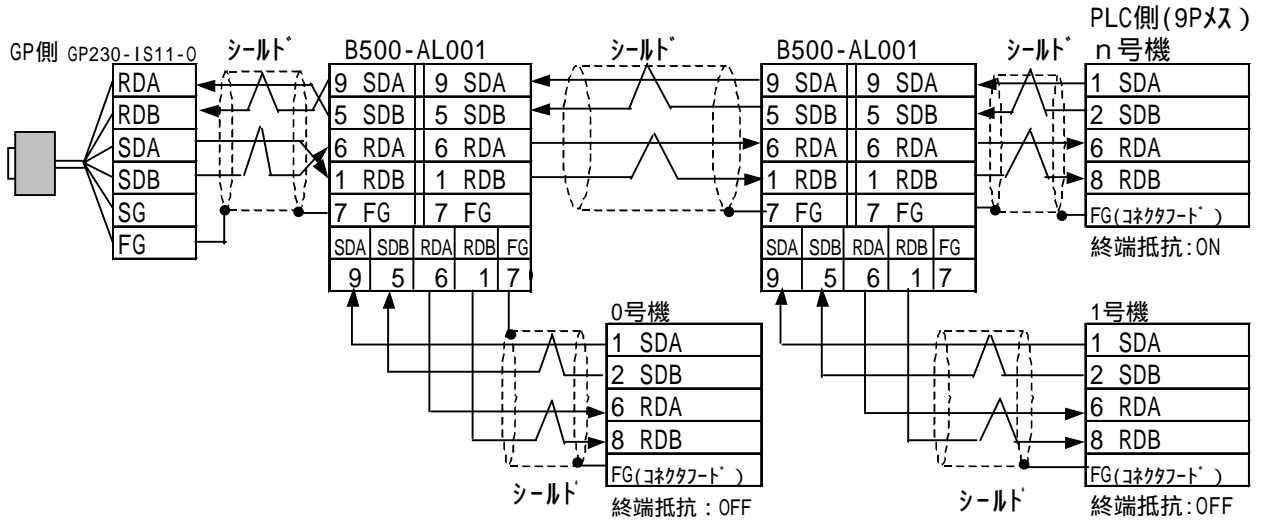 PLC側(9Pメス)
GP側 GP230-IS11-O
シールド
B500-AL001
シールド
B500-AL001
シールド
n号機
RDA
RDB
SDA
SDB
SG
FG
9 SDA 9 SDA
5 SDB 5 SDB
6 RDA 6 RDA
1 RDB 1 RDB
7 FG 7 FG
SDA SDB RDA RDB FG
9 5 6 1 7
9 SDA 9 SDA
5 SDB 5 SDB
6 RDA 6 RDA
1 RDB 1 RDB
7 FG 7 FG
SDA SDB RDA RDB FG
9 5 6 1 7
1 SDA
2 SDB
6 RDA
8 RDB
FG(コネクタフード)
終端抵抗:ON
0号機
1 SDA
2 SDB
6 RDA
8 RDB
FG(コネクタフード)
シールド
終端抵抗:OFF
1号機
1 SDA
2 SDB
6 RDA
8 RDB
FG(コネクタフード)
シールド
終端抵抗:OFF